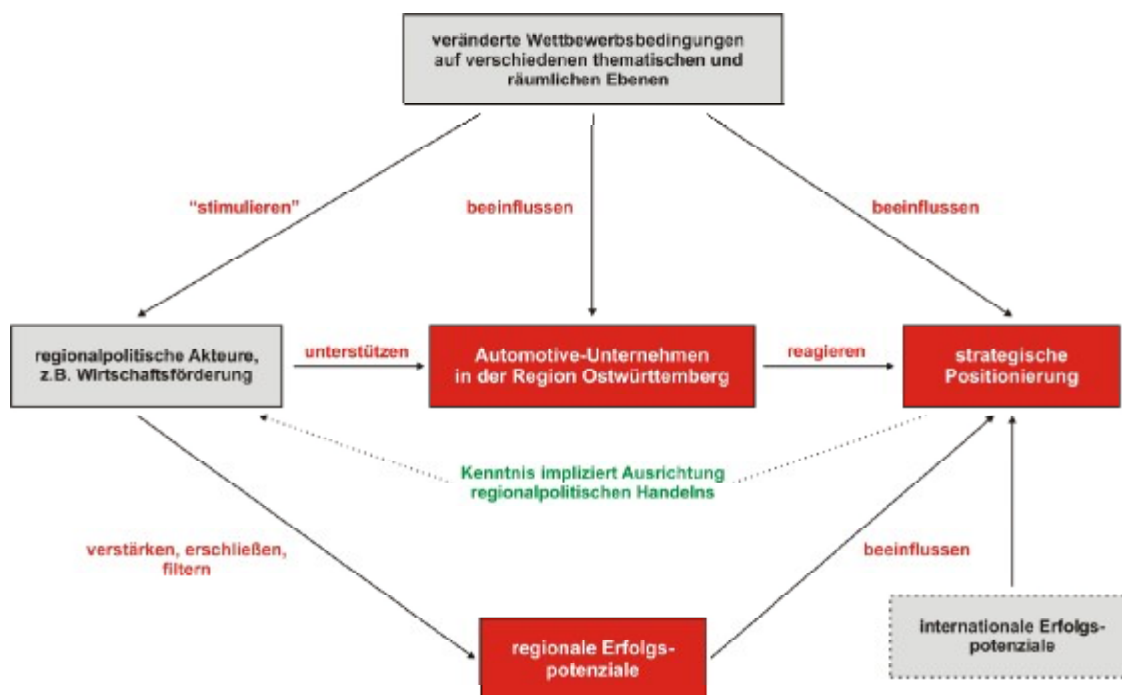 veränderte Wettbewerbsbedingungen
auf verschiedenen thematischen und
räumlichen Ebenen
"stimulieren"
beeinflussen
beeinflussen
regionalpolitische Akteure,
z.B. Wirtschaftsförderung
unterstützen
Automotive-Unternehmen
in der Region Ostwürttemberg
reagieren
strategische
Positionierung
Kenntnis impliziert Ausrichtung
regionalpolitischen Handelns
verstärken, erschließen,
filtern
beeinflussen
regionale Erfolgs-
potenziale
internationale Erfolgs-
potenziale